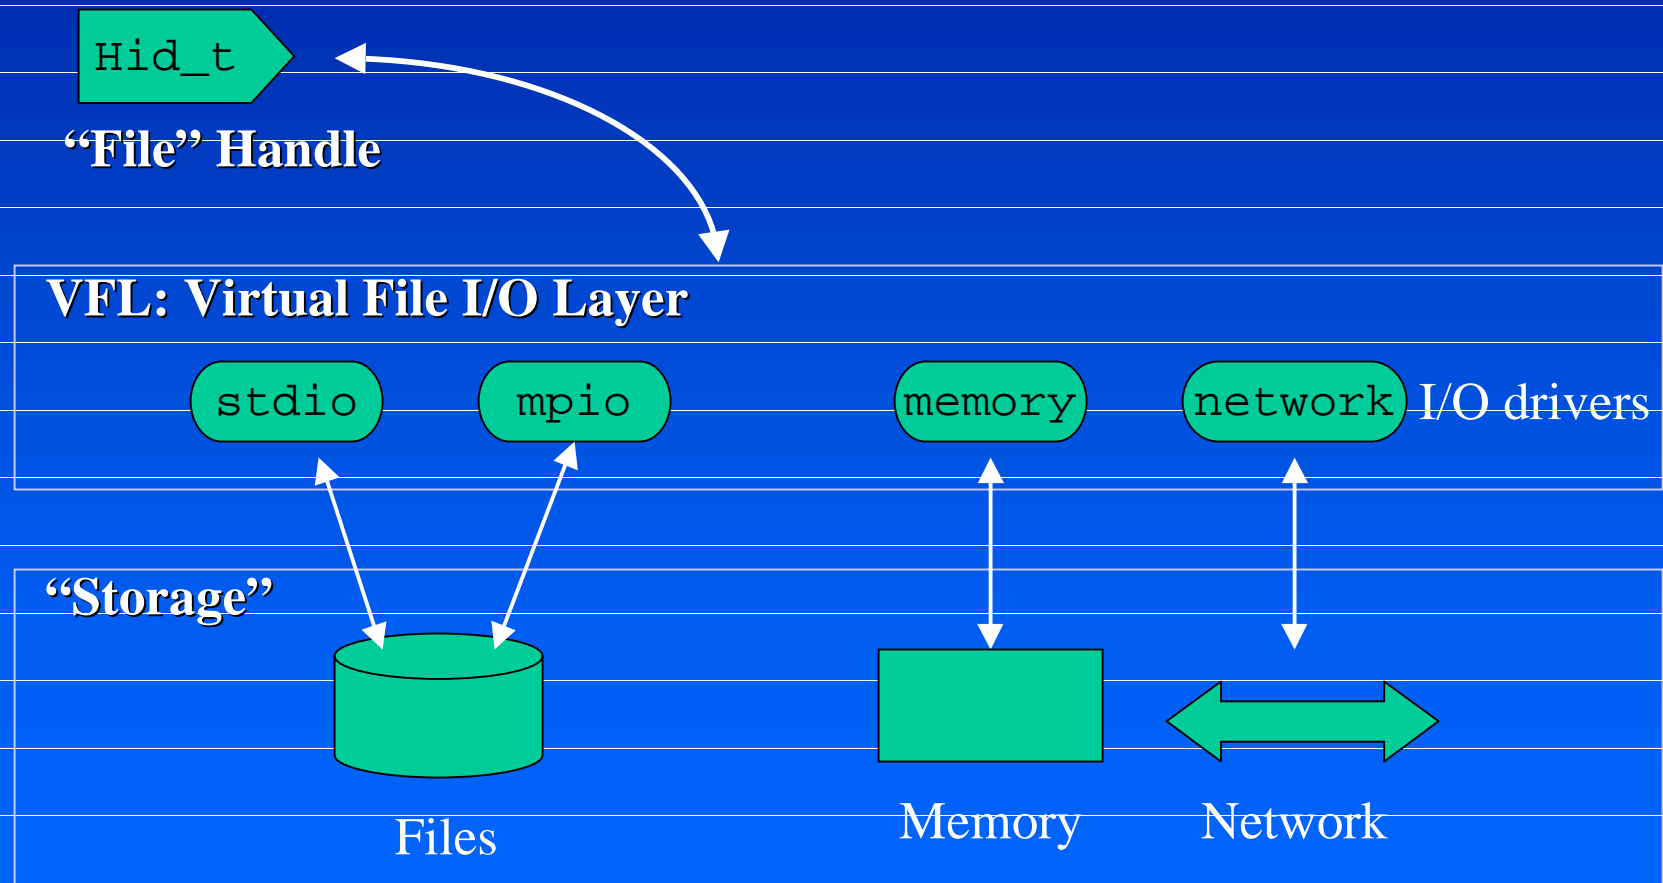 Hid_t
“File” Handle
VFL: Virtual File I/O Layer
stdio mpio memory network I/O drivers
“Storage”
Files Memory Network